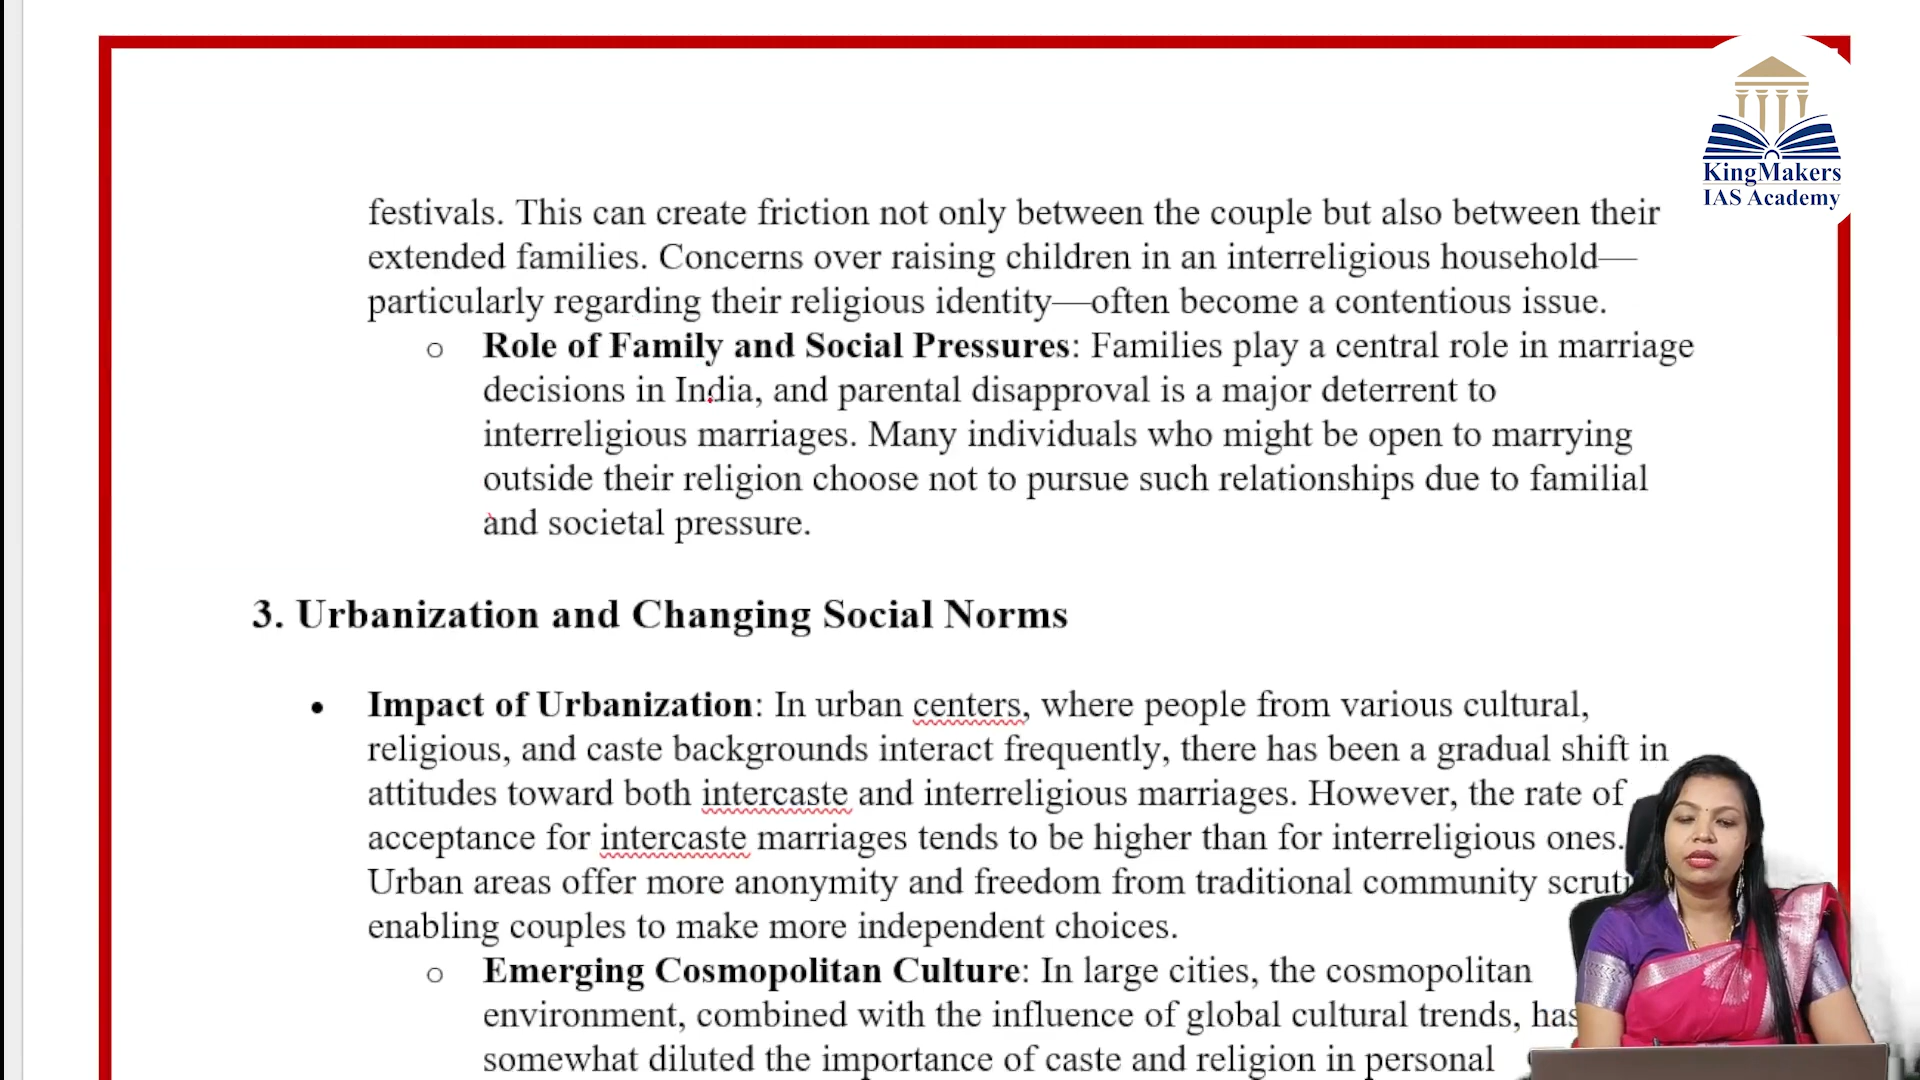 KingMakers
IAS Academy
festivals. This can create friction not only between the couple but also between their
extended families. Concerns over raising children in an interreligious household—
particularly regarding their religious identity—often become a contentious issue.
o Role of Family and Social Pressures: Families play a central role in marriage
decisions in India, and parental disapproval is a major deterrent to
interreligious marriages. Many individuals who might be open to marrying
outside their religion choose not to pursue such relationships due to familial
and societal pressure.
3. Urbanization and Changing Social Norms
• Impact of Urbanization: In urban centers, where people from various cultural,
religious, and caste backgrounds interact frequently, there has been a gradual shift in
attitudes toward both intercaste and interreligious marriages. However, the rate of
acceptance for intercaste marriages tends to be higher than for interreligious ones.
Urban areas offer more anonymity and freedom from traditional community
enabling couples to make more independent choices.
o Emerging Cosmopolitan Culture: In large cities, the cosmopolitan
environment, combined with the influence of global cultural trends, has
somewhat diluted the importance of caste and religion in personal